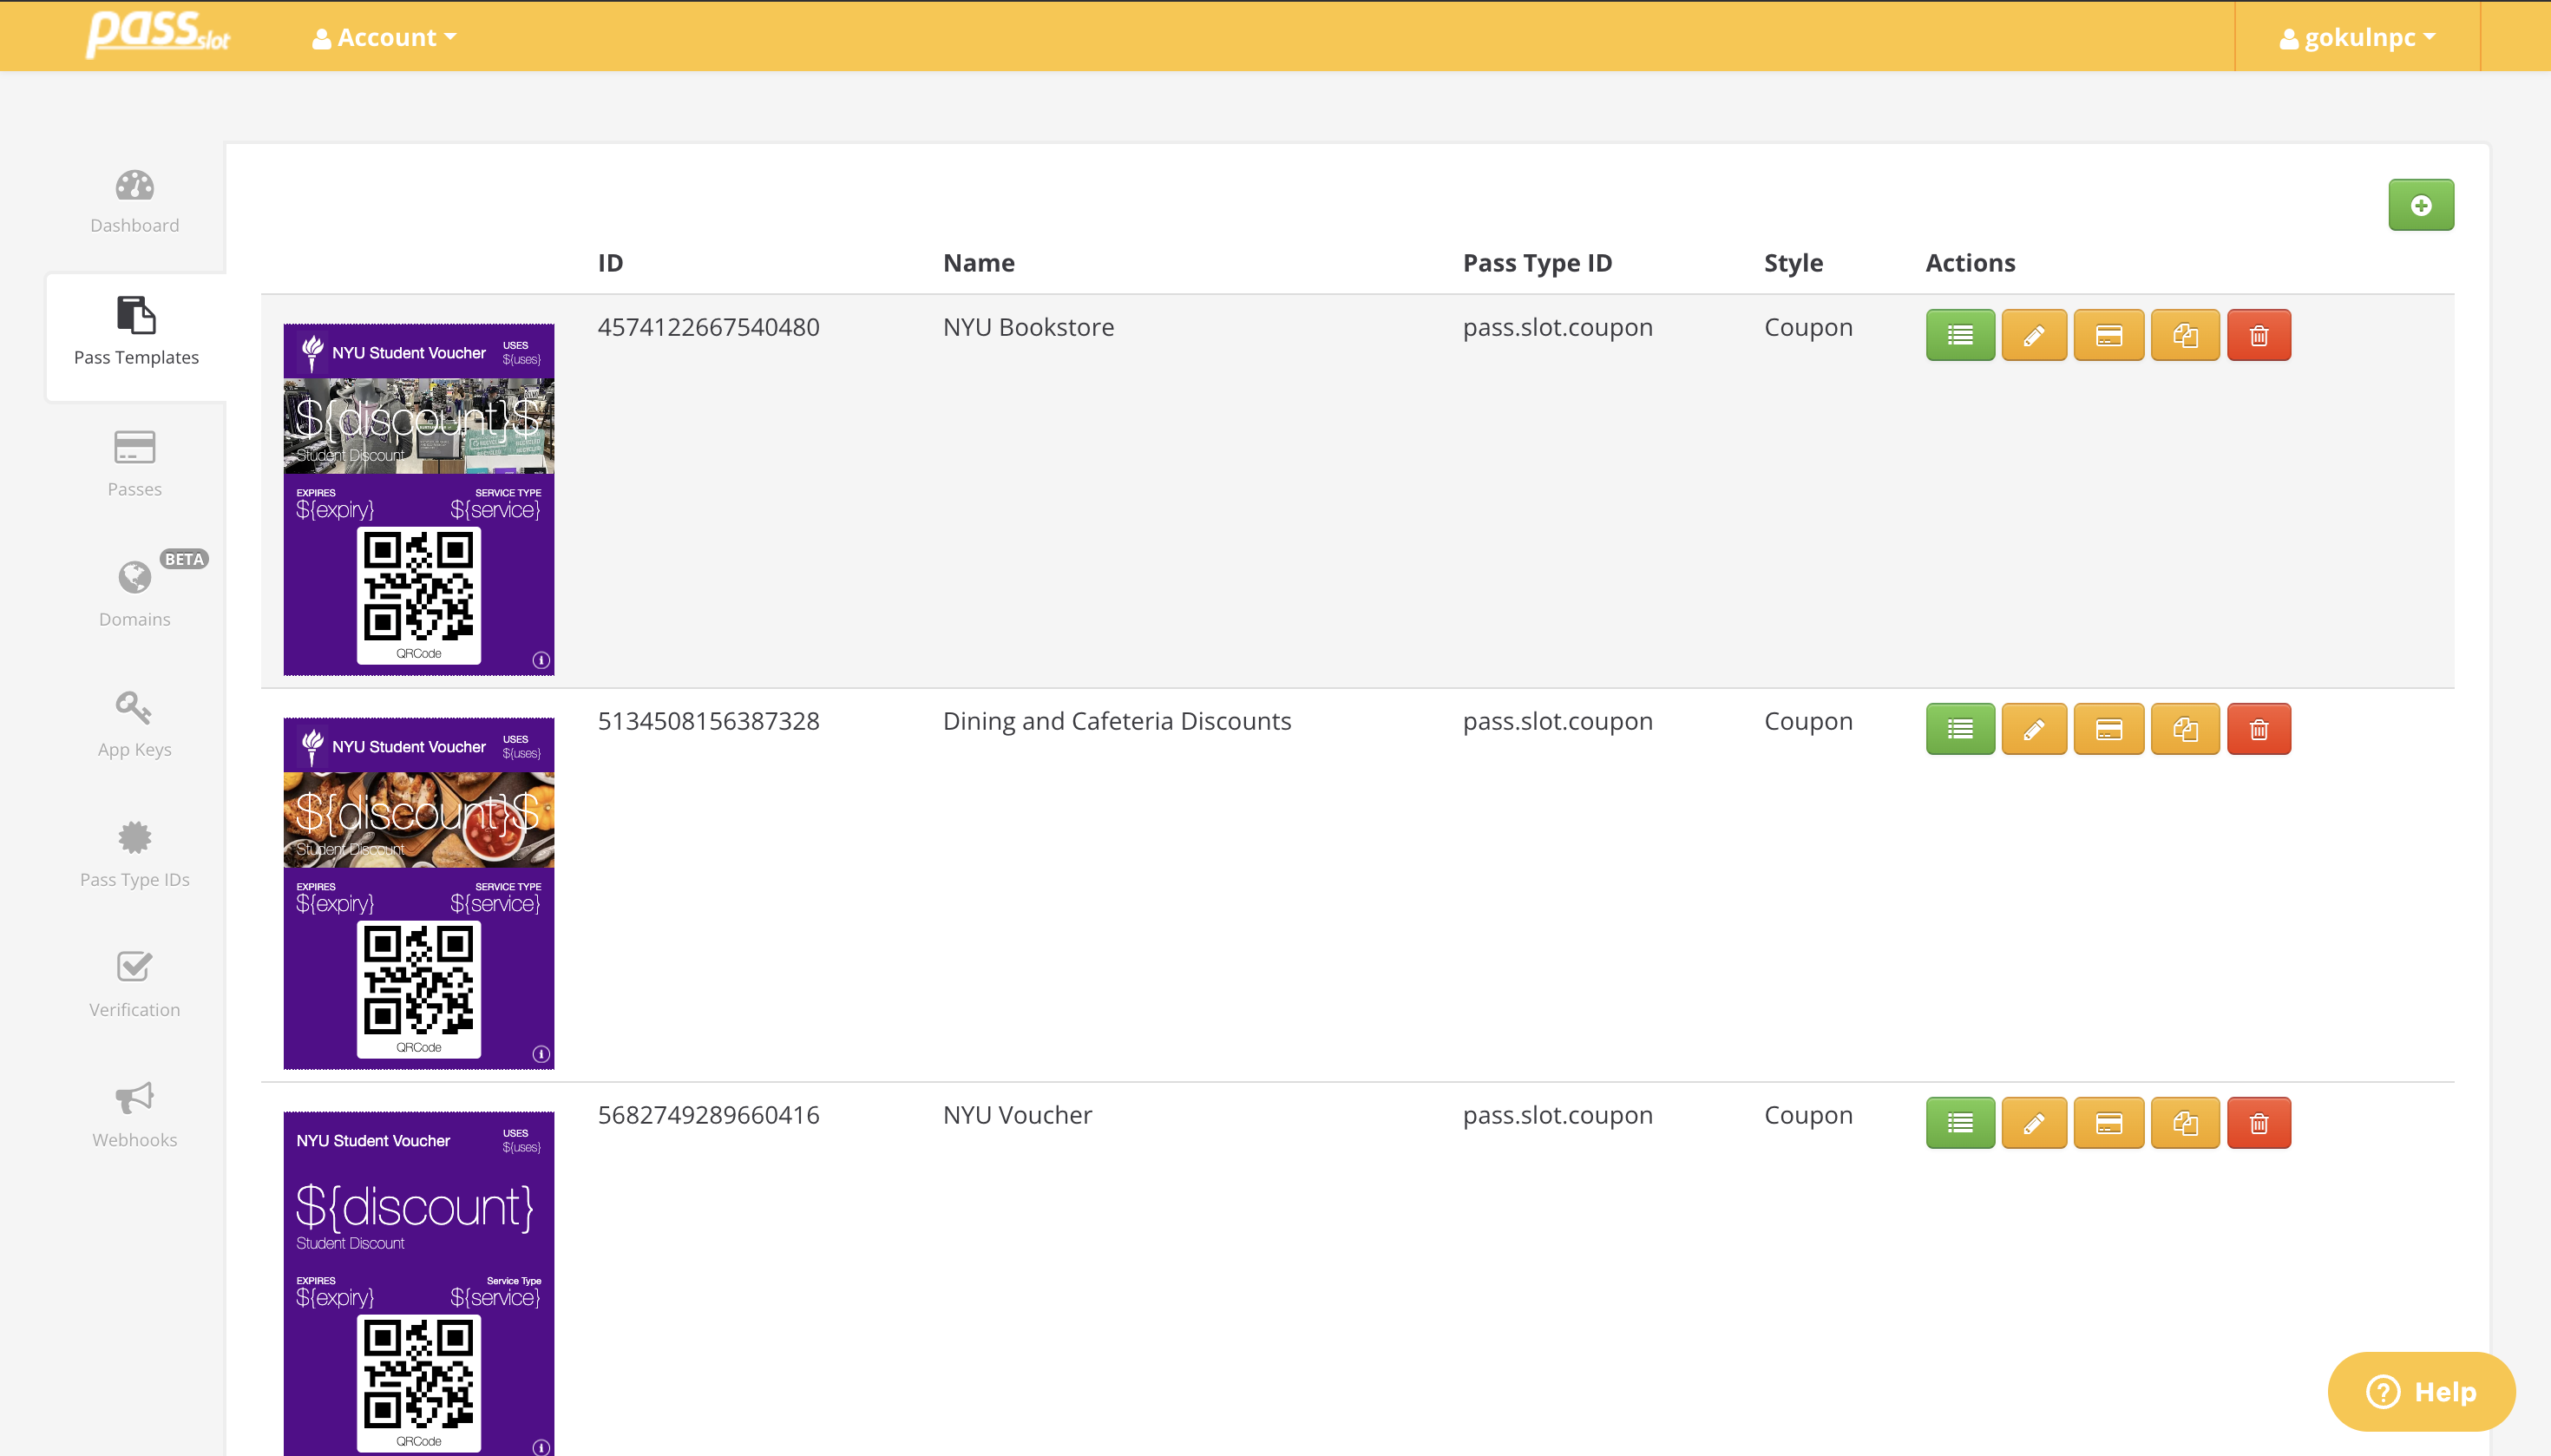 pass slot
Account
gokulnpc
Dashboard
Pass Templates
Passes
BETA
Domains
App Keys
Pass Type IDs
Verification
Webhooks
ID Name Pass Type ID Style Actions
NYU Student Voucher
USES
${uses}
${discount}$
Student Discount
EXPIRES
${expiry}
SERVICE TYPE
${service}
QRCode
4574122667540480 NYU Bookstore pass.slot.coupon Coupon
NYU Student Voucher
USES
${uses}
${discount}$
Student Discount
EXPIRES
${expiry}
SERVICE TYPE
${service}
QRCode
5134508156387328 Dining and Cafeteria Discounts pass.slot.coupon Coupon
NYU Student Voucher
USES
${uses}
${discount}
Student Discount
EXPIRES
${expiry}
Service Type
${service}
QRCode
5682749289660416 NYU Voucher pass.slot.coupon Coupon
Help